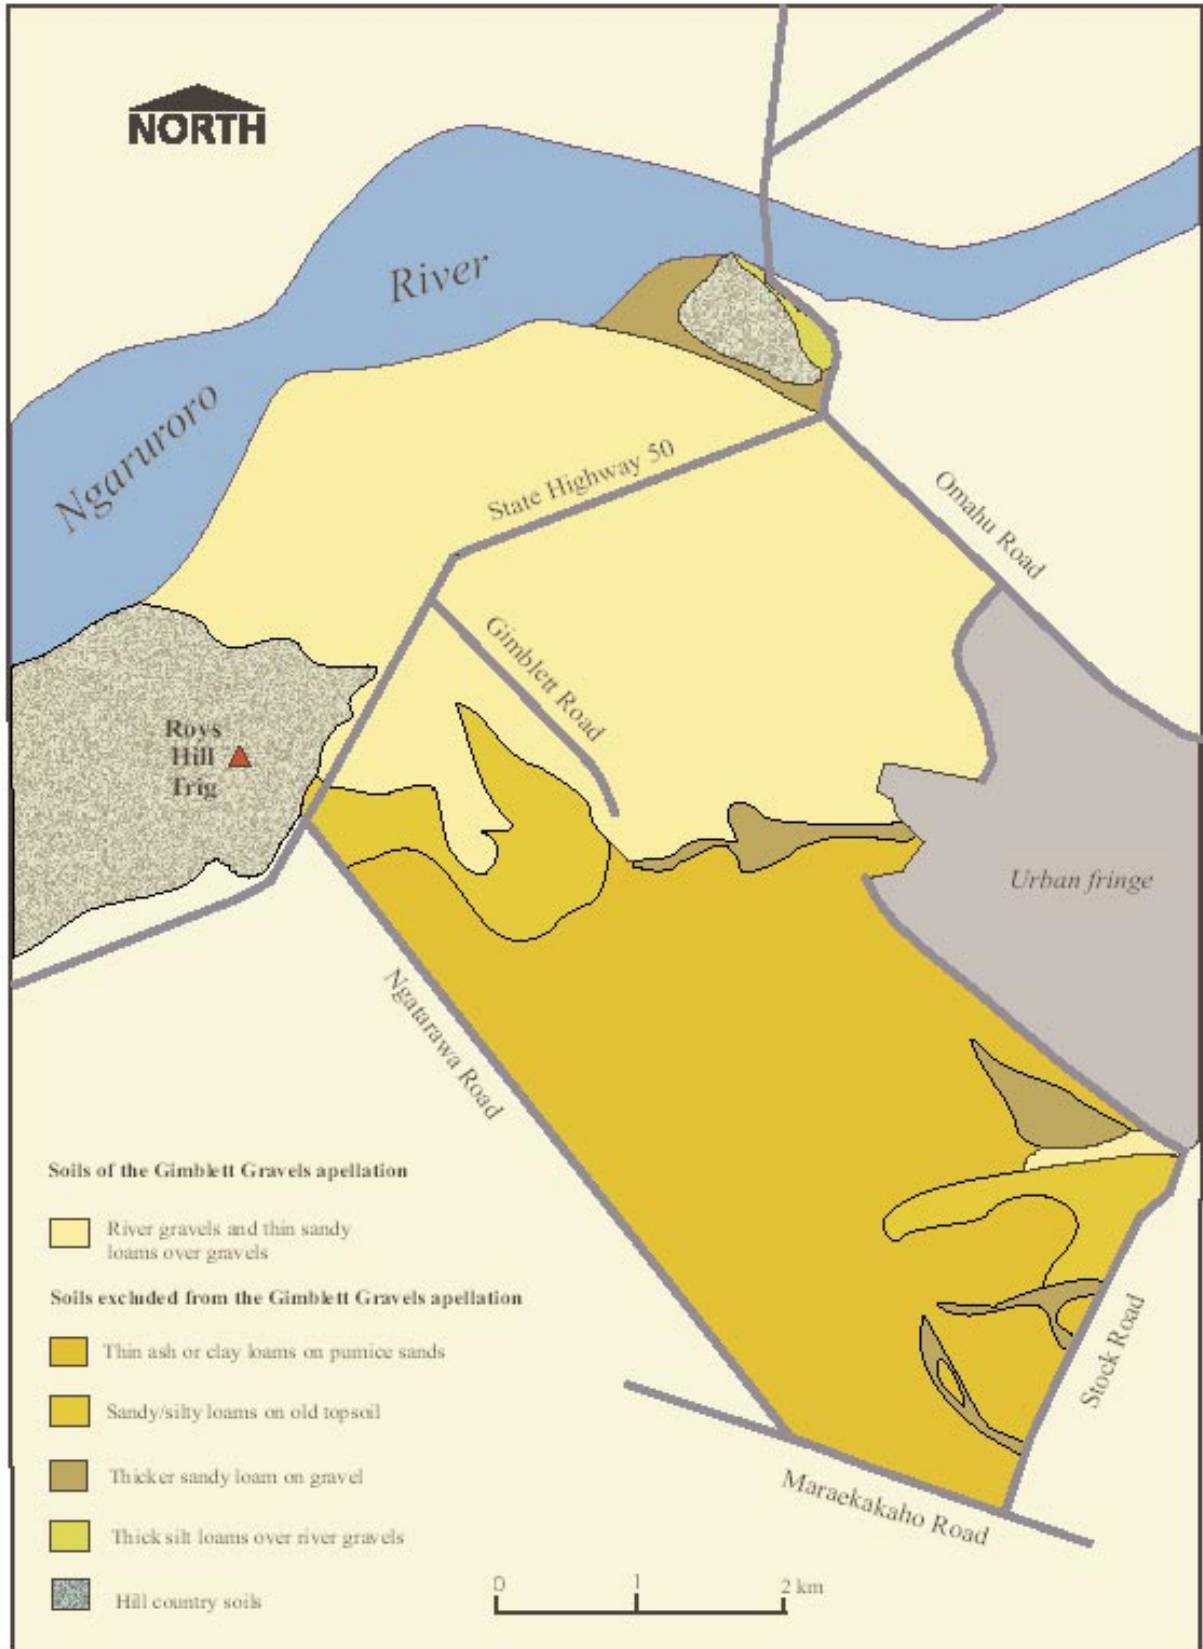 NORTH
River
Ngaruroro
State Highway 50
Omahu Road
Gimblett Road
Roys
Hill
Trig
Urban fringe
Ngatarawa Road
Stock Road
Maraekakaho Road
Soils of the Gimblett Gravels apellation
River gravels and thin sandy
loams over gravels
Soils excluded from the Gimblett Gravels apellation
Thin ash or clay loams on pumice sands
Sandy/silty loams on old topsoil
Thicker sandy loam on gravel
Thick silt loams over river gravels
Hill country soils
0 1 2 km